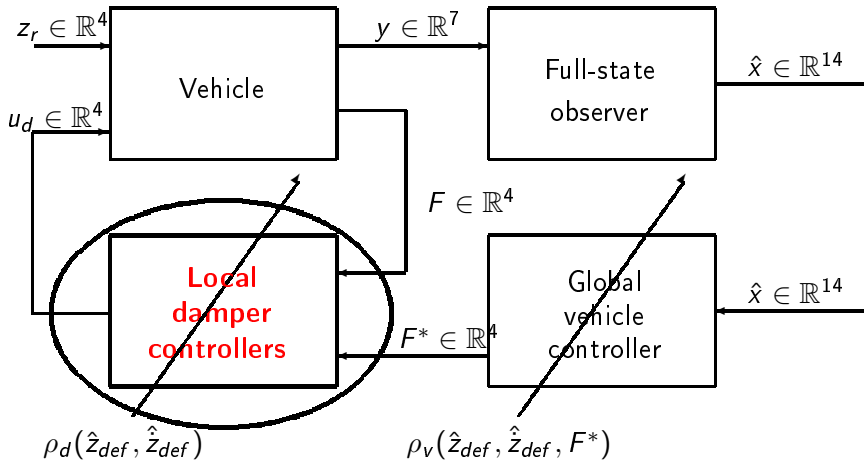 z_r ∈ ℝ^4
y ∈ ℝ^7
Vehicle
Full-state
observer
x̂ ∈ ℝ^14
u_d ∈ ℝ^4
F ∈ ℝ^4
Local
damper
controllers
F* ∈ ℝ^4
Global
vehicle
controller
x̂ ∈ ℝ^14
ρ_d(ẑ_def, ż̂_def)
ρ_v(ẑ_def, ż̂_def, F*)